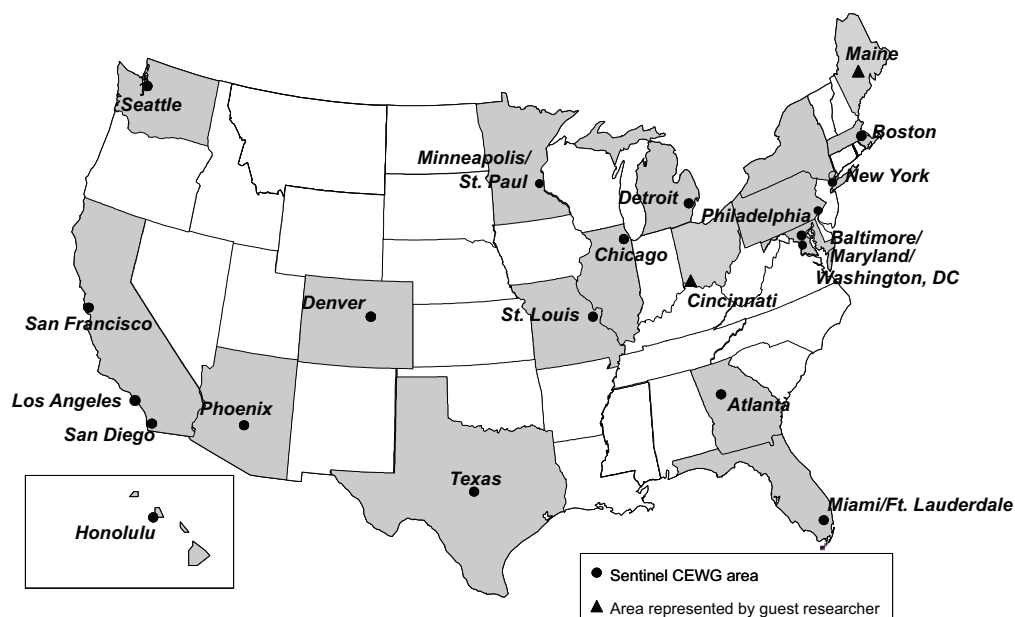 Maine
Seattle
Boston
Minneapolis/
St. Paul
New York
Detroit
Philadelphia
Baltimore/
Maryland/
Washington, DC
Chicago
Cincinnati
Denver
St. Louis
San Francisco
Los Angeles
Phoenix
Atlanta
San Diego
Texas
Miami/Ft. Lauderdale
Honolulu
Sentinel CEWG area
Area represented by guest researcher